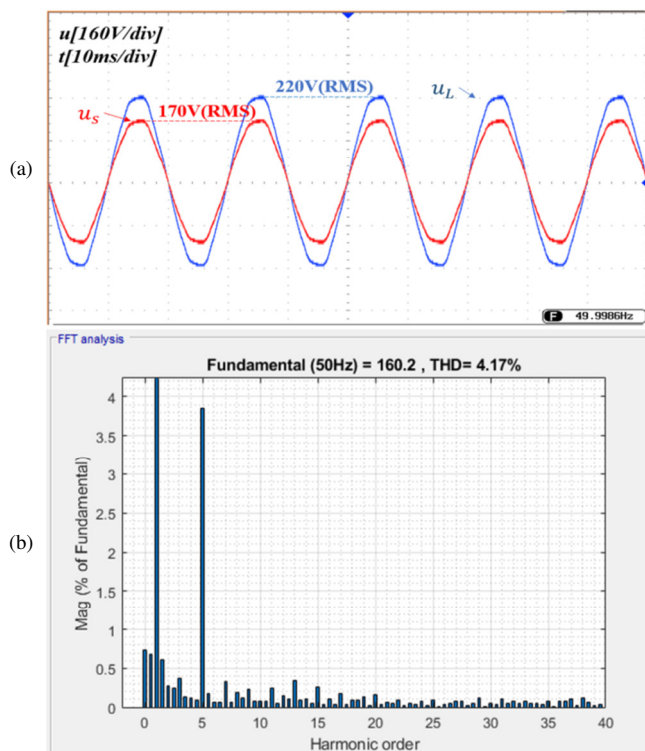 u[160V/div]
t[10ms/div]
220V(RMS)
u_L
u_S
170V(RMS)
(a)
F 49.9986Hz
FFT analysis
Fundamental (50Hz) = 160.2 , THD= 4.17%
4
3.5
3
2.5
2
1.5
1
0.5
0
Mag (% of Fundamental)
(b)
0 5 10 15 20 25 30 35 40
Harmonic order